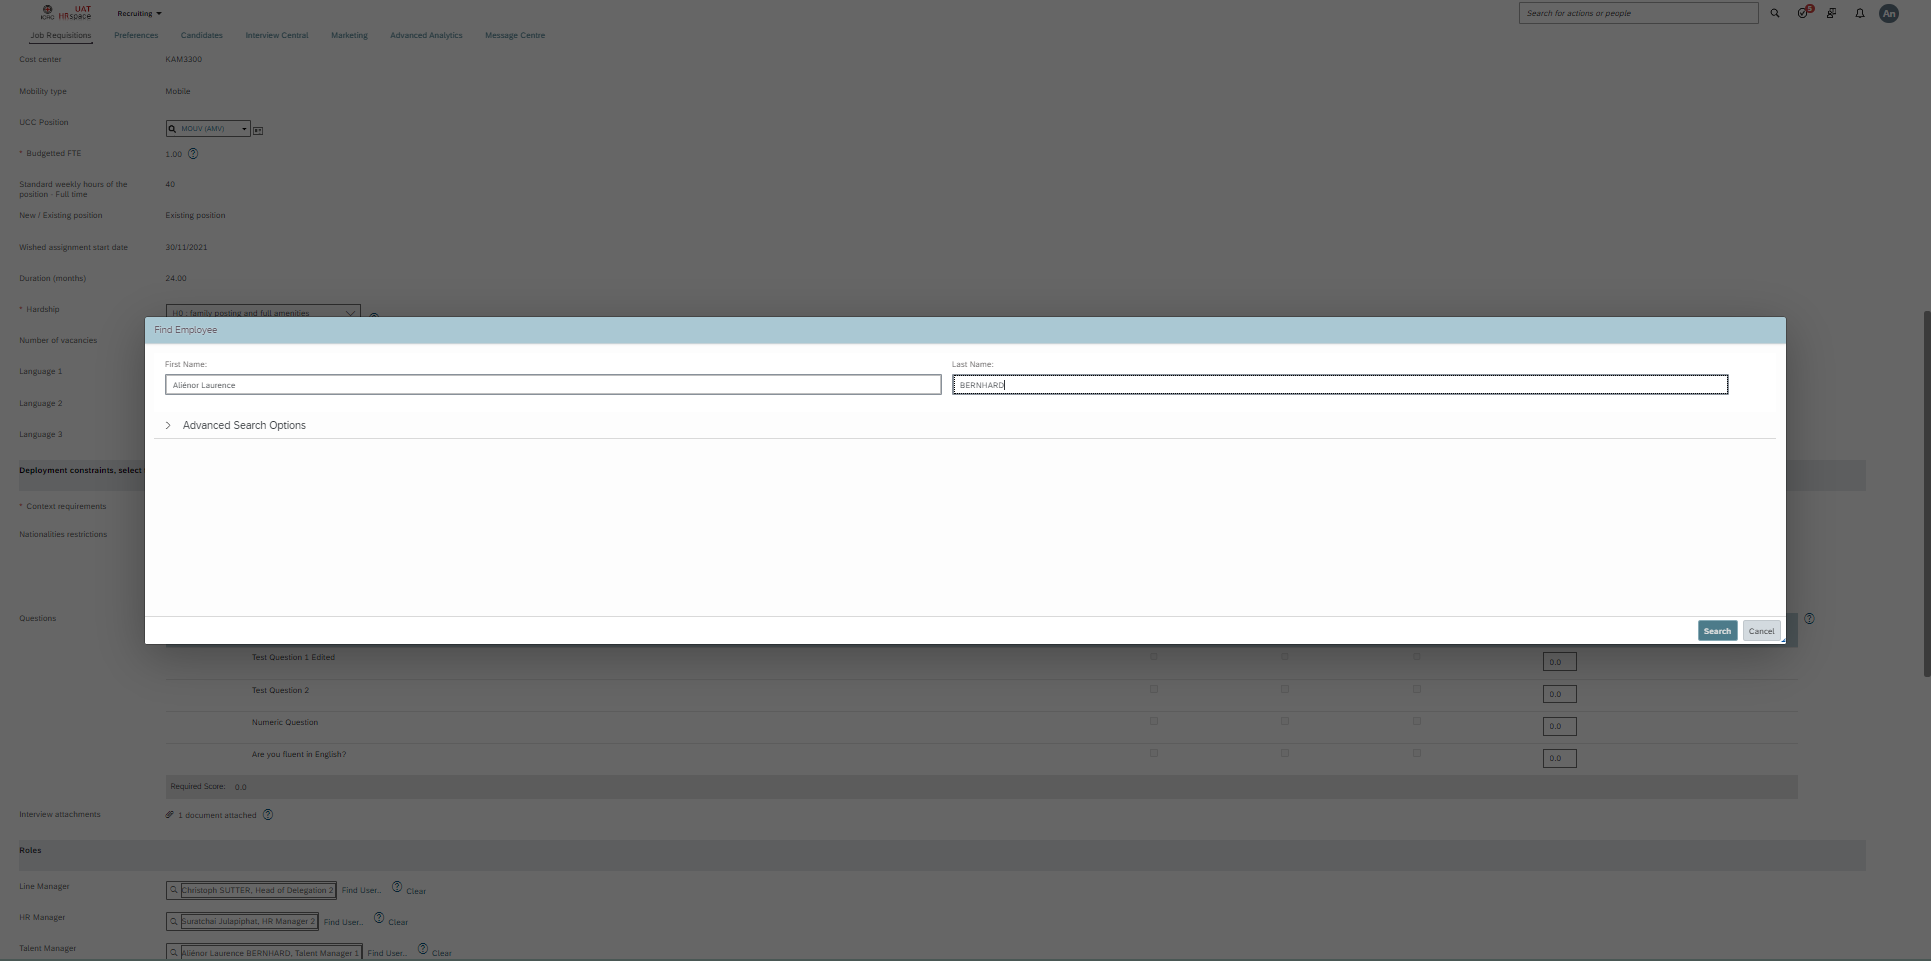 ICRC UAT HRspace
Recruiting
Search for actions or people
5
An
Job Requisitions
Preferences
Candidates
Interview Central
Marketing
Advanced Analytics
Message Centre
Cost center
KAM3300
Mobility type
Mobile
UCC Position
MOUV (AMV)
* Budgetted FTE
1.00
Standard weekly hours of the
position - Full time
40
New / Existing position
Existing position
Wished assignment start date
30/11/2021
Duration (months)
24.00
* Hardship
H0 : family posting and full amenities
Find Employee
Number of vacancies
First Name:
Last Name:
Language 1
Aliénor Laurence
BERNHARD
Language 2
Advanced Search Options
Language 3
Deployment constraints, select
* Context requirements
Nationalities restrictions
Questions
Search
Cancel
Test Question 1 Edited
0.0
Test Question 2
0.0
Numeric Question
0.0
Are you fluent in English?
0.0
Required Score: 0.0
Interview attachments
1 document attached
Roles
Line Manager
Christoph SUTTER, Head of Delegation 2
Find User..
Clear
HR Manager
Suratchai Julapiphat, HR Manager 2
Find User..
Clear
Talent Manager
Aliénor Laurence BERNHARD, Talent Manager 1
Find User..
Clear